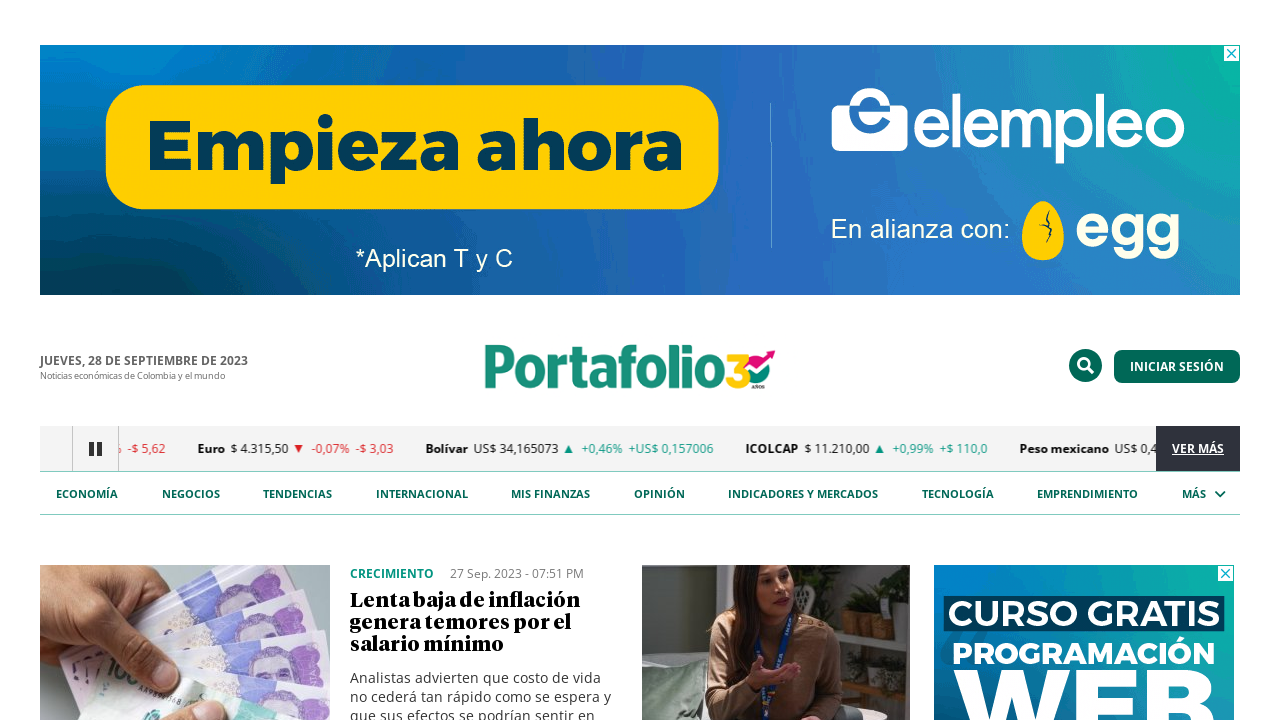 Empieza ahora
*Aplican T y C
elempleo
En alianza con: egg
JUEVES, 28 DE SEPTIEMBRE DE 2023
Noticias económicas de Colombia y el mundo
Portafolio 30
AÑOS
INICIAR SESIÓN
% -$ 5,62 Euro $ 4.315,50 ▼ -0,07% -$ 3,03 Bolívar US$ 34,165073 ▲ +0,46% +US$ 0,157006 ICOLCAP $ 11.210,00 ▲ +0,99% +$ 110,0 Peso mexicano US$ 0,4 VER MÁS
ECONOMÍA NEGOCIOS TENDENCIAS INTERNACIONAL MIS FINANZAS OPINIÓN INDICADORES Y MERCADOS TECNOLOGÍA EMPRENDIMIENTO MÁS
CRECIMIENTO 27 Sep. 2023 - 07:51 PM
Lenta baja de inflación
genera temores por el
salario mínimo
Analistas advierten que costo de vida
no cederá tan rápido como se espera y
que sus efectos se podrían sentir en
CURSO GRATIS
PROGRAMACIÓN
WEB